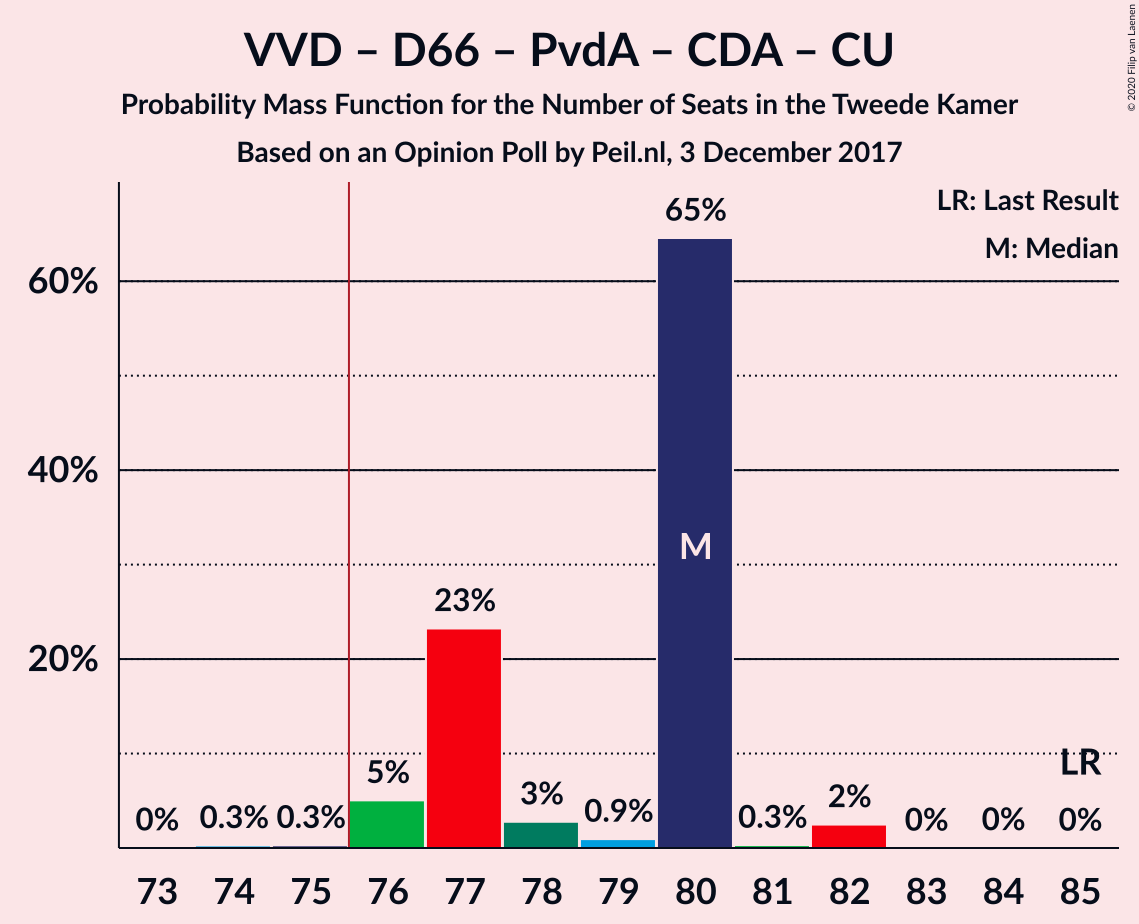 VVD – D66 – PvdA – CDA – CU
Probability Mass Function for the Number of Seats in the Tweede Kamer
Based on an Opinion Poll by Peil.nl, 3 December 2017
© 2020 Filip van Laenen
LR: Last Result
M: Median
60%
40%
20%
0%
0.3%
0.3%
5%
23%
3%
0.9%
65%
M
0.3%
2%
0%
0%
LR
0%
73 74 75 76 77 78 79 80 81 82 83 84 85